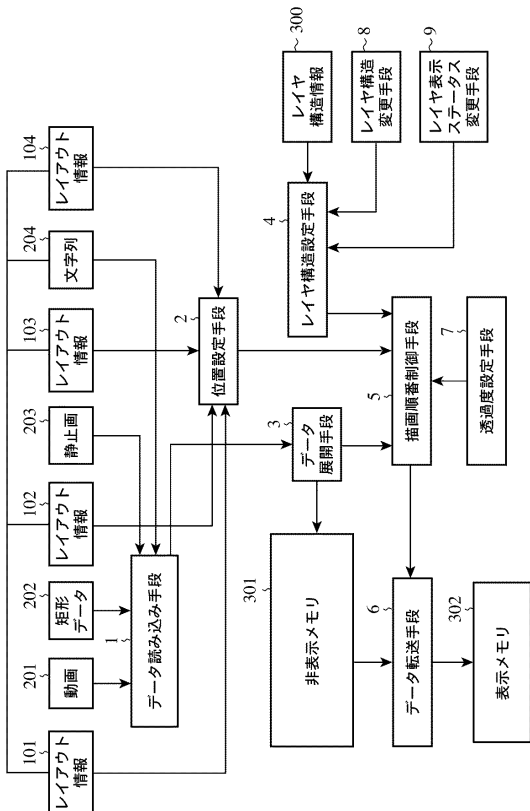 101
レイアウト
情報
201
動画
202
矩形
データ
102
レイアウト
情報
203
静止画
103
レイアウト
情報
204
文字列
104
レイアウト
情報
1
データ読み込み手段
2
位置設定手段
300
レイヤ
構造情報
4
レイヤ構造設定手段
8
レイヤ構造
変更手段
9
レイヤ表示
ステータス
変更手段
3
データ
展開手段
301
非表示メモリ
5
描画順番制御手段
6
データ転送手段
7
透過度設定手段
302
表示メモリ